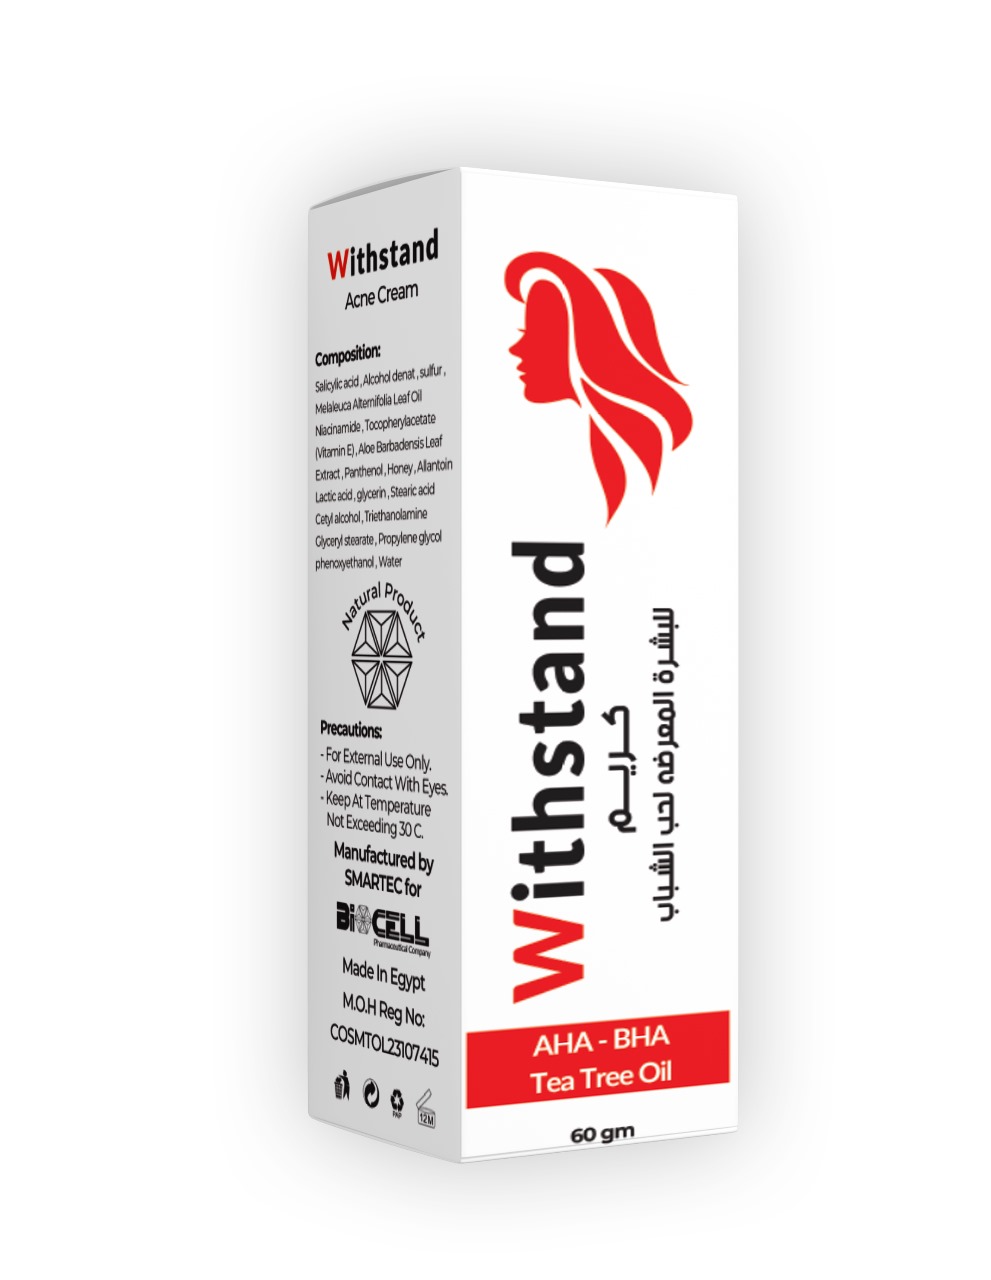 Withstand
Acne Cream
Composition:
Salicylic acid , Alcohol denat , sulfur ,
Melaleuca Alternifolia Leaf Oil
Niacinamide , Tocopherylacetate
(Vitamin E) , Aloe Barbadensis Leaf
Extract , Panthenol , Honey , Allantoin
Lactic acid , glycerin , Stearic acid
Cetyl alcohol , Triethanolamine
Glyceryl stearate , Propylene glycol
phenoxyethanol , Water
Natural Product
Precautions:
- For External Use Only.
- Avoid Contact With Eyes.
- Keep At Temperature
Not Exceeding 30 C.
Manufactured by
SMARTEC for
BiOCELL
Pharmaceutical Company
Made In Egypt
M.O.H Reg No:
COSMTOL23107415
PAP
12M
Withstand
كريم
للبشرة المعرضه لحب الشباب
AHA - BHA
Tea Tree Oil
60 gm